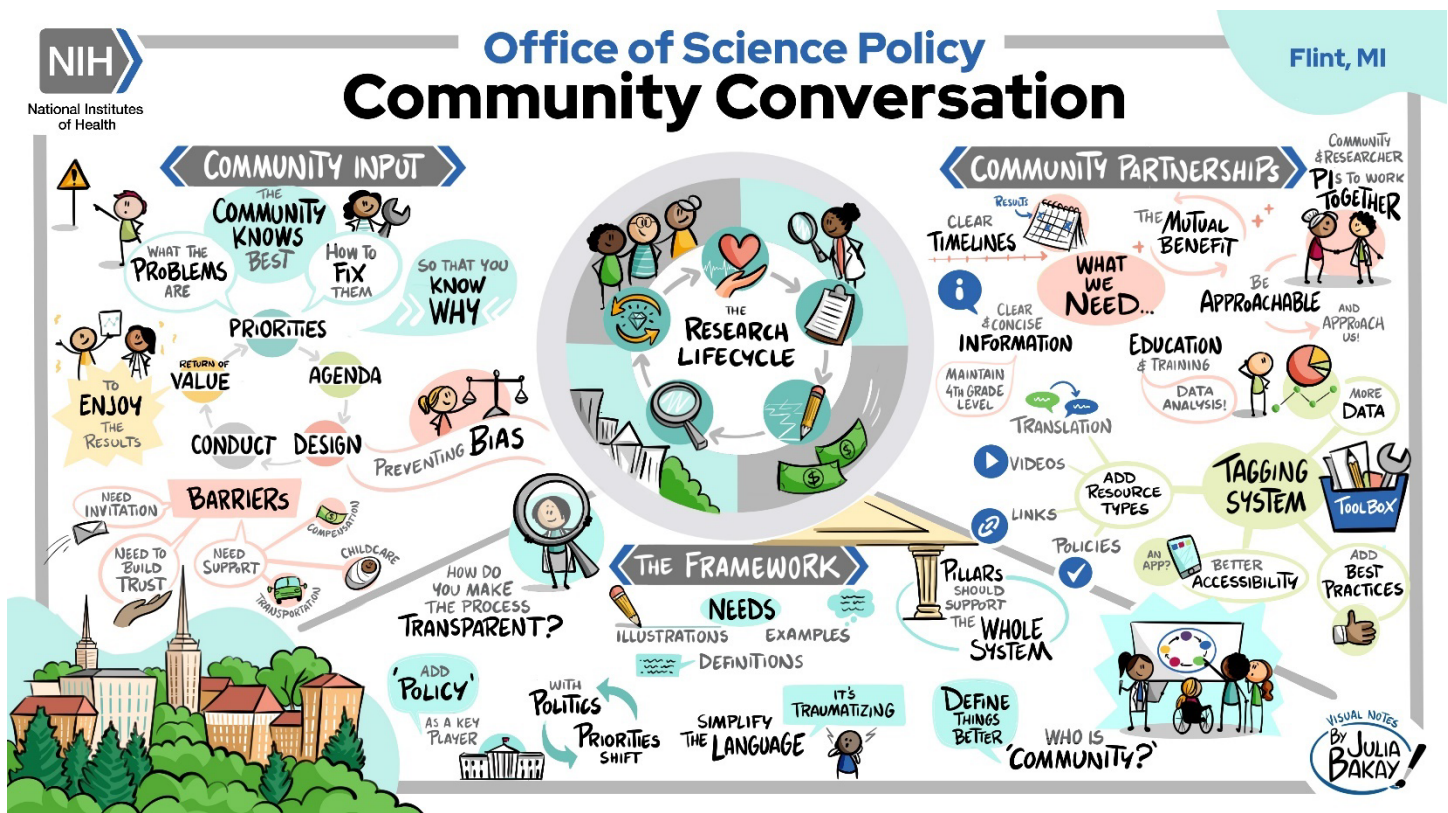 NIH
National Institutes
of Health
Office of Science Policy
Community Conversation
Flint, MI
COMMUNITY INPUT
THE
COMMUNITY
KNOWS
BEST
WHAT THE
PROBLEMS
ARE
HOW TO
FIX
THEM
SO THAT YOU
KNOW
WHY
PRIORITIES
AGENDA
DESIGN
CONDUCT
RETURN OF
VALUE
TO
ENJOY
THE
RESULTS
PREVENTING BIAS
BARRIERS
NEED
INVITATION
NEED TO
BUILD
TRUST
NEED
SUPPORT
COMPENSATION
CHILDCARE
TRANSPORTATION
THE
RESEARCH
LIFECYCLE
COMMUNITY PARTNERSHIPS
COMMUNITY
& RESEARCHER
PIS TO WORK
TOGETHER
RESULTS
CLEAR
TIMELINES
THE MUTUAL
BENEFIT
WHAT
WE
NEED...
BE
APPROACHABLE
AND
APPROACH
US!
CLEAR
& CONCISE
INFORMATION
MAINTAIN
4TH GRADE
LEVEL
EDUCATION
& TRAINING
DATA
ANALYSIS!
MORE
DATA
TRANSLATION
VIDEOS
LINKS
POLICIES
ADD
RESOURCE
TYPES
TAGGING
SYSTEM
TOOLBOX
AN
APP?
BETTER
ACCESSIBILITY
ADD
BEST
PRACTICES
THE FRAMEWORK
HOW DO
YOU MAKE
THE PROCESS
TRANSPARENT?
NEEDS
ILLUSTRATIONS
EXAMPLES
DEFINITIONS
PILLARS
SHOULD
SUPPORT
THE WHOLE
SYSTEM
ADD
'POLICY'
AS A KEY
PLAYER
WITH
POLITICS
PRIORITIES
SHIFT
SIMPLIFY
THE LANGUAGE
IT'S
TRAUMATIZING
DEFINE
THINGS
BETTER
WHO IS
'COMMUNITY?'
VISUAL NOTES
BY JULIA
BAKAY!